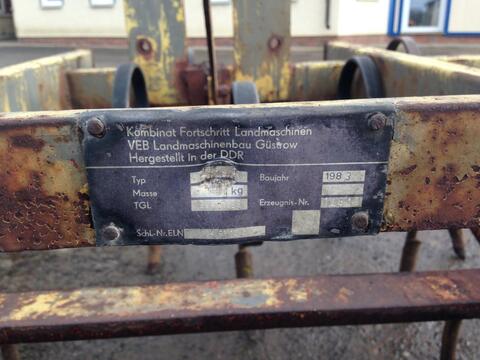 Kombinat Fortschritt Landmaschinen
VEB Landmaschinenbau Güstrow
Hergestellt in der DDR
Typ Baujahr 1983
Masse kg
TGL Erzeugnis-Nr.
Schl.-Nr. ELN